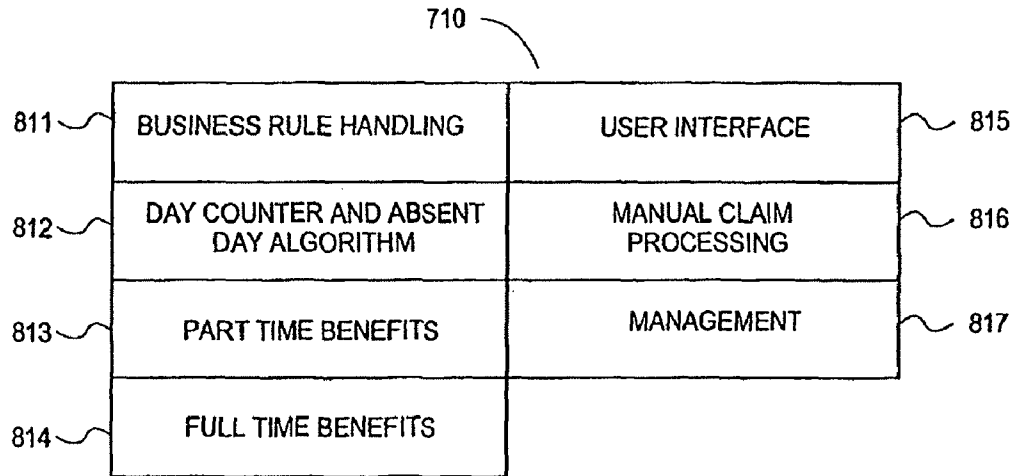 710
811 BUSINESS RULE HANDLING USER INTERFACE 815
812 DAY COUNTER AND ABSENT DAY ALGORITHM MANUAL CLAIM PROCESSING 816
813 PART TIME BENEFITS MANAGEMENT 817
814 FULL TIME BENEFITS